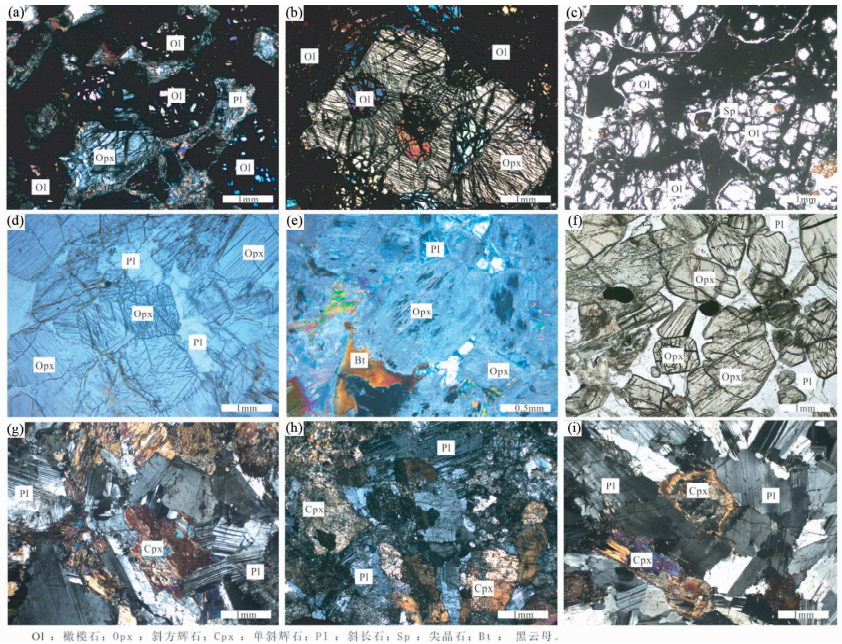 (a)
Ol
Ol
Pl
Opx
Ol
Ol
1mm
(b)
Ol
Ol
Ol
Opx
1mm
(c)
Ol
Sp
Ol
Ol
1mm
(d)
Pl
Opx
Opx
Pl
Opx
1mm
(e)
Pl
Opx
Bt
Opx
0.5mm
(f)
Pl
Opx
Opx
Opx
Pl
1mm
(g)
Pl
Cpx
Pl
1mm
(h)
Pl
Cpx
Pl
Cpx
1mm
(i)
Pl
Cpx
Pl
Cpx
1mm
Ol：橄榄石；Opx：斜方辉石；Cpx：单斜辉石；Pl：斜长石；Sp：尖晶石；Bt：黑云母。